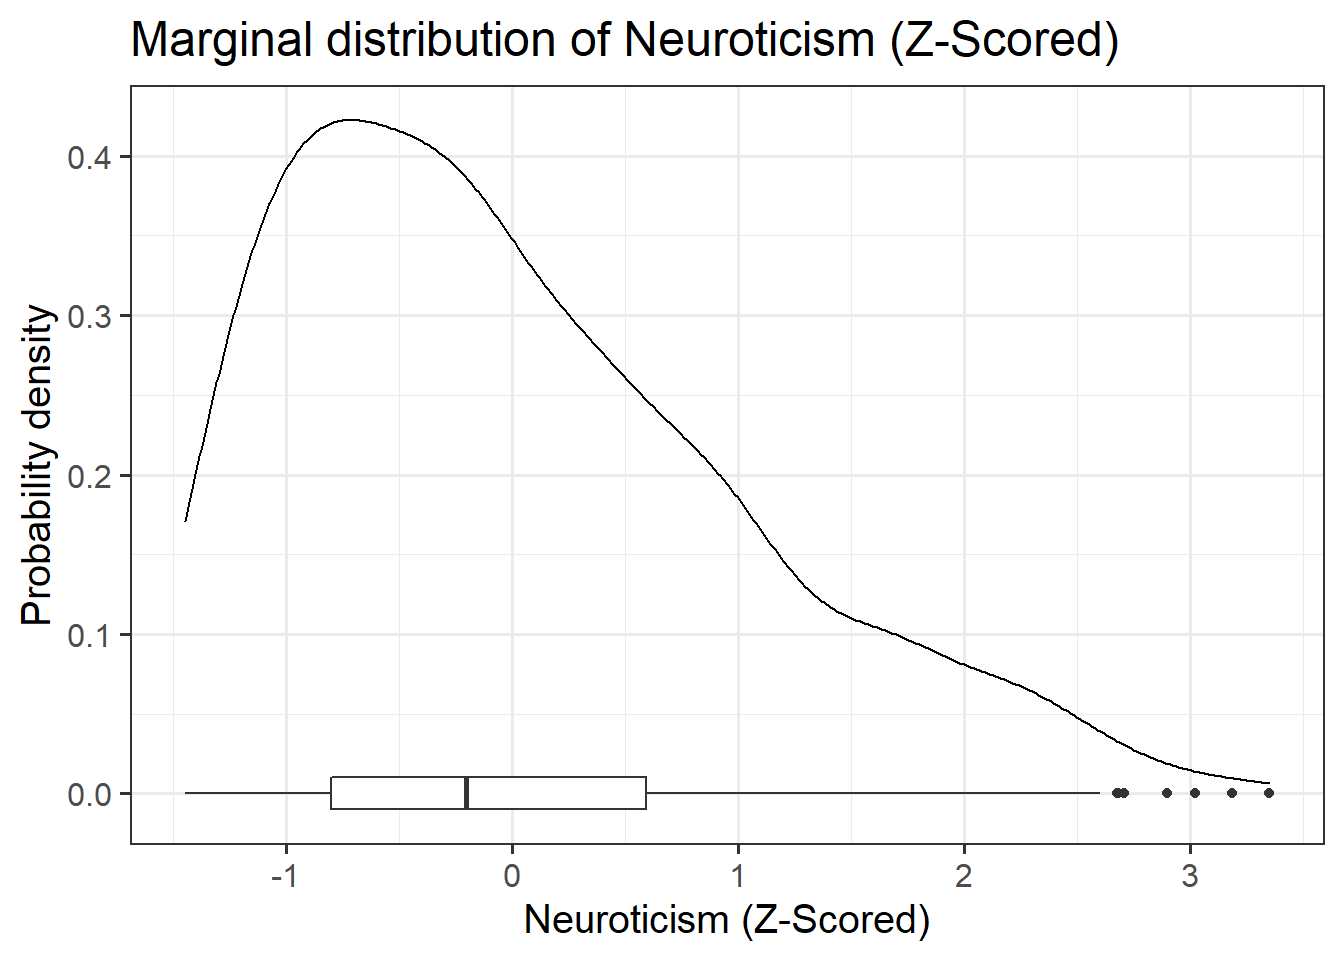 Marginal distribution of Neuroticism (Z-Scored)
Probability density
0.4
0.3
0.2
0.1
0.0
-1 0 1 2 3
Neuroticism (Z-Scored)